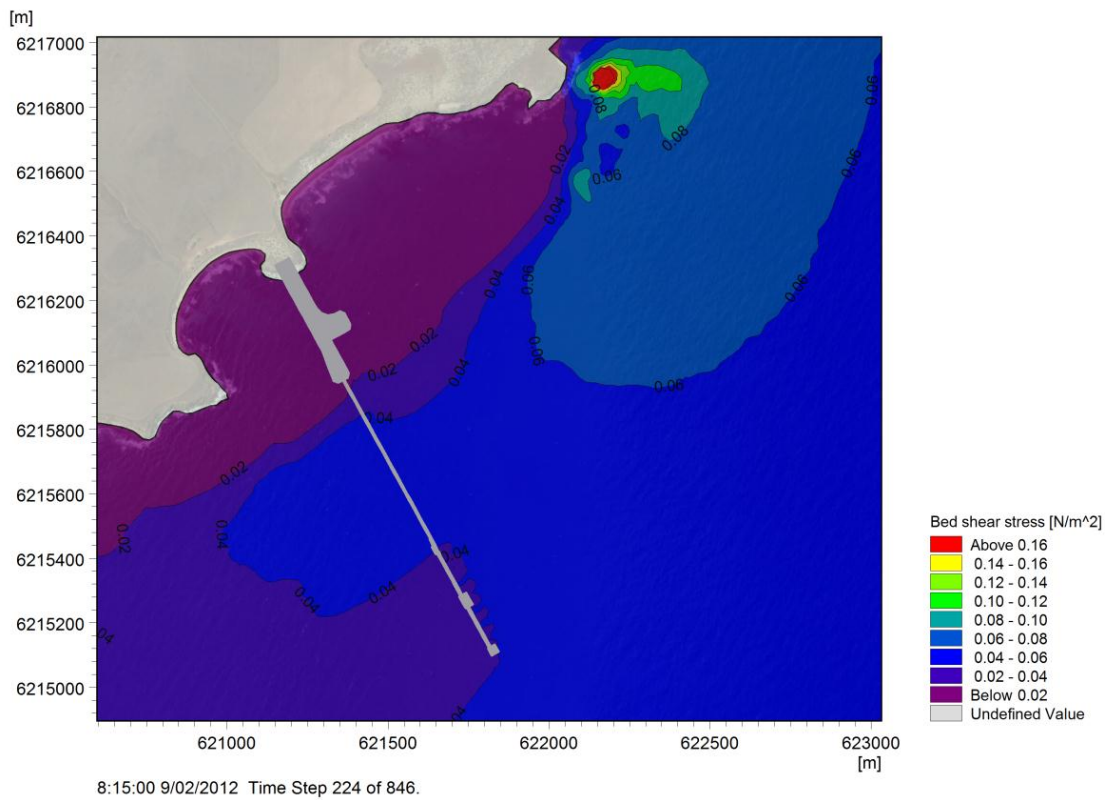 [m]
6217000
6216800
6216600
6216400
6216200
6216000
6215800
6215600
6215400
6215200
6215000
0.06
0.08
0.08
0.02
0.06
0.06
0.04
0.04
0.06
0.06
0.02
0.06
0.02
0.04
0.06
0.04
0.02
0.02
0.04
0.04
0.04
0.04
0.04
0.04
621000
621500
622000
622500
623000
[m]
Bed shear stress [N/m^2]
Above 0.16
0.14 - 0.16
0.12 - 0.14
0.10 - 0.12
0.08 - 0.10
0.06 - 0.08
0.04 - 0.06
0.02 - 0.04
Below 0.02
Undefined Value
8:15:00 9/02/2012 Time Step 224 of 846.